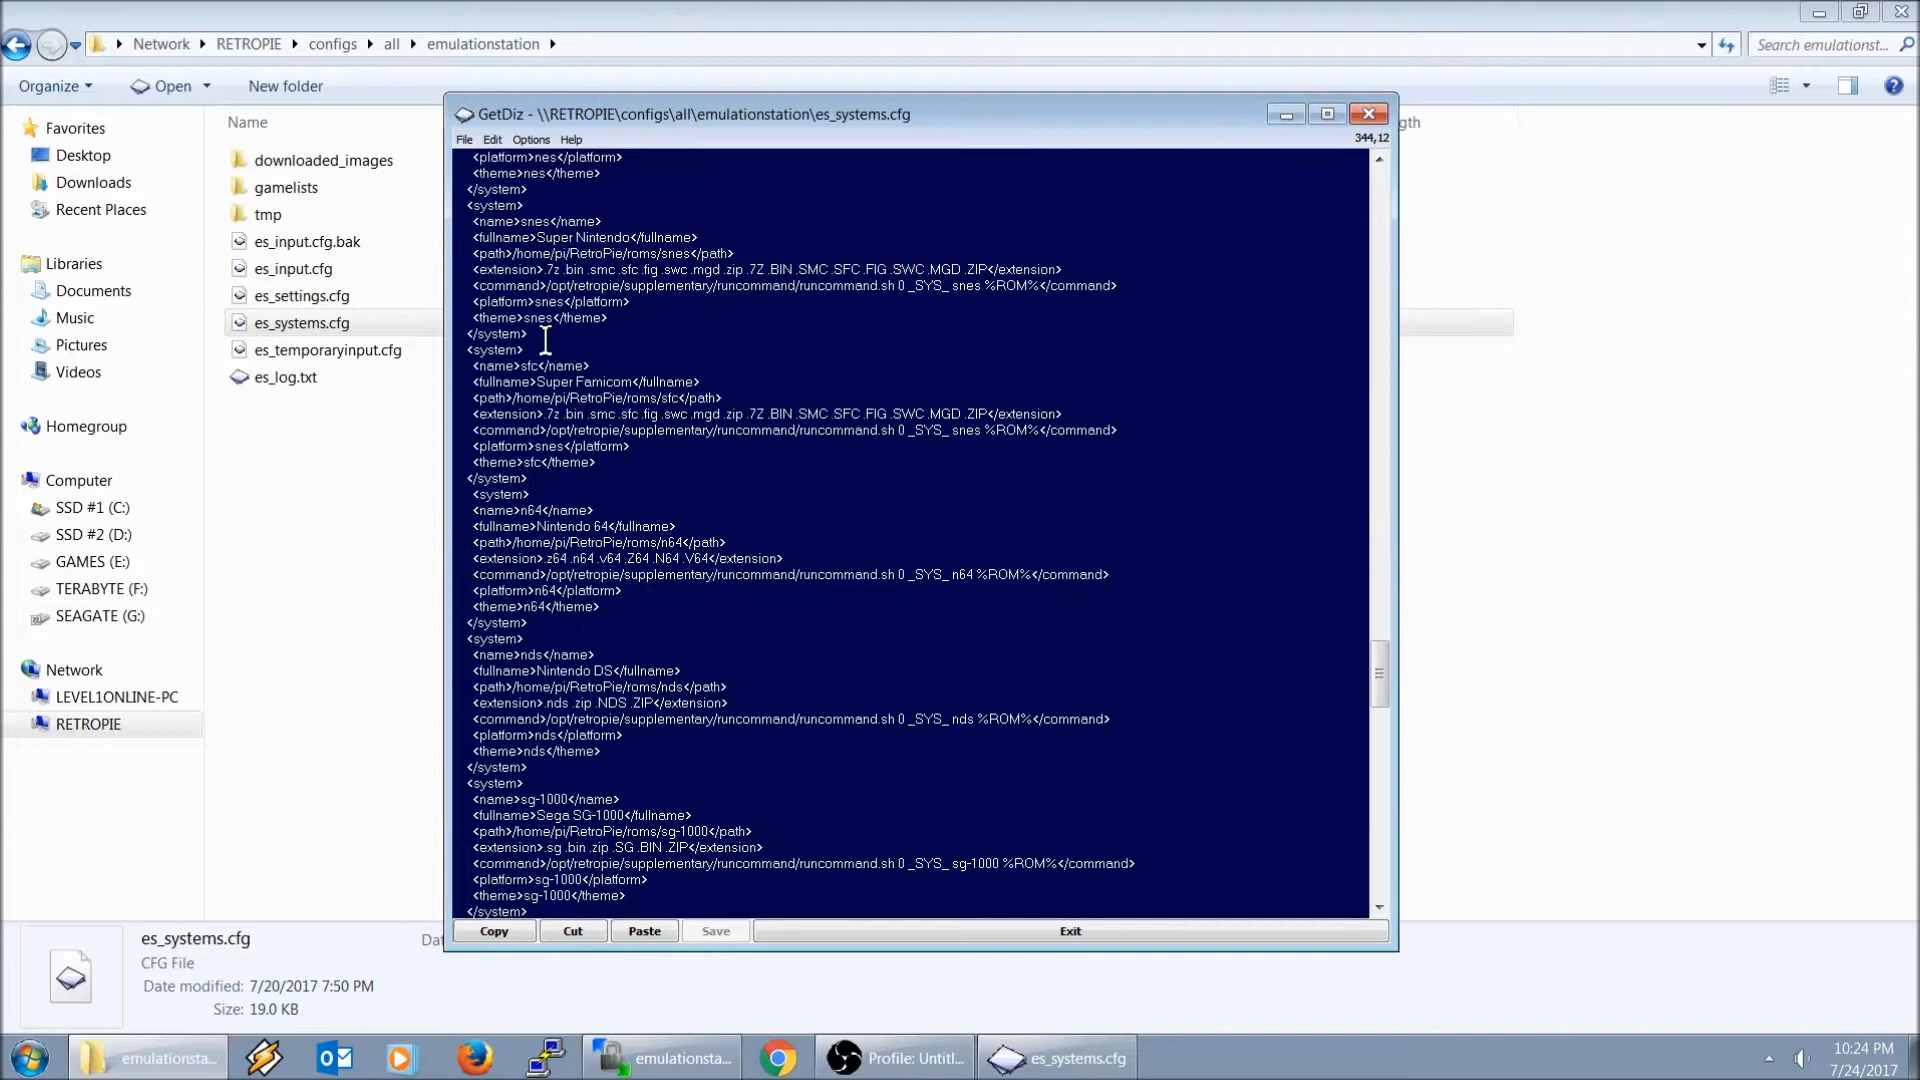 Network
RETROPIE
configs
all
emulationstation
Search emulationst...
Organize
Open
New folder
Favorites
Desktop
Downloads
Recent Places
Libraries
Documents
Music
Pictures
Videos
Homegroup
Computer
SSD #1 (C:)
SSD #2 (D:)
GAMES (E:)
TERABYTE (F:)
SEAGATE (G:)
Network
LEVEL1ONLINE-PC
RETROPIE
Name
downloaded_images
gamelists
tmp
es_input.cfg.bak
es_input.cfg
es_settings.cfg
es_systems.cfg
es_temporaryinput.cfg
es_log.txt
gth
GetDiz - \\RETROPIE\configs\all\emulationstation\es_systems.cfg
File Edit Options Help
344,12
<platform>nes</platform>
<theme>nes</theme>
</system>
<system>
<name>snes</name>
<fullname>Super Nintendo</fullname>
<path>/home/pi/RetroPie/roms/snes</path>
<extension>.7z .bin .smc .sfc .fig .swc .mgd .zip .7Z .BIN .SMC .SFC .FIG .SWC .MGD .ZIP</extension>
<command>/opt/retropie/supplementary/runcommand/runcommand.sh 0 _SYS_ snes %ROM%</command>
<platform>snes</platform>
<theme>snes</theme>
</system>
<system>
<name>sfc</name>
<fullname>Super Famicom</fullname>
<path>/home/pi/RetroPie/roms/sfc</path>
<extension>.7z .bin .smc .sfc .fig .swc .mgd .zip .7Z .BIN .SMC .SFC .FIG .SWC .MGD .ZIP</extension>
<command>/opt/retropie/supplementary/runcommand/runcommand.sh 0 _SYS_ snes %ROM%</command>
<platform>snes</platform>
<theme>sfc</theme>
</system>
<system>
<name>n64</name>
<fullname>Nintendo 64</fullname>
<path>/home/pi/RetroPie/roms/n64</path>
<extension>.z64 .n64 .v64 .Z64 .N64 .V64</extension>
<command>/opt/retropie/supplementary/runcommand/runcommand.sh 0 _SYS_ n64 %ROM%</command>
<platform>n64</platform>
<theme>n64</theme>
</system>
<system>
<name>nds</name>
<fullname>Nintendo DS</fullname>
<path>/home/pi/RetroPie/roms/nds</path>
<extension>.nds .zip .NDS .ZIP</extension>
<command>/opt/retropie/supplementary/runcommand/runcommand.sh 0 _SYS_ nds %ROM%</command>
<platform>nds</platform>
<theme>nds</theme>
</system>
<system>
<name>sg-1000</name>
<fullname>Sega SG-1000</fullname>
<path>/home/pi/RetroPie/roms/sg-1000</path>
<extension>.sg .bin .zip .SG .BIN .ZIP</extension>
<command>/opt/retropie/supplementary/runcommand/runcommand.sh 0 _SYS_ sg-1000 %ROM%</command>
<platform>sg-1000</platform>
<theme>sg-1000</theme>
</system>
Copy
Cut
Paste
Save
Exit
es_systems.cfg
Dat
CFG File
Date modified: 7/20/2017 7:50 PM
Size: 19.0 KB
emulationsta...
emulationsta...
Profile: Untitl...
es_systems.cfg
10:24 PM
7/24/2017